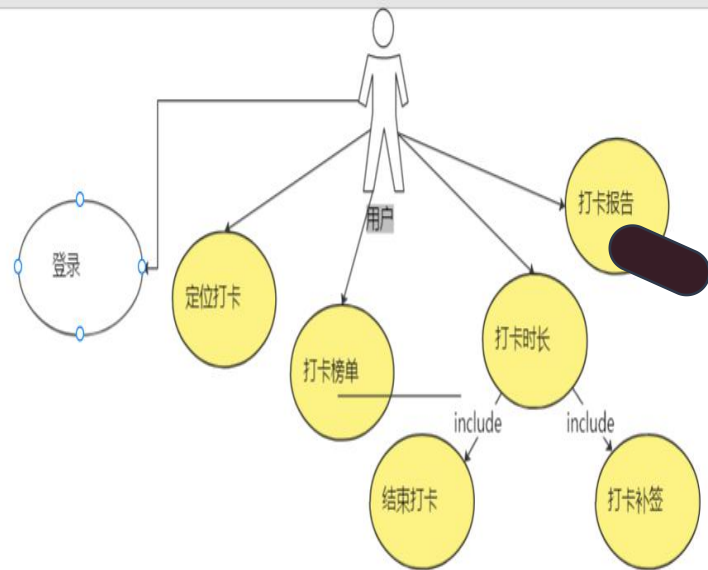 用户
打卡报告
登录
定位打卡
打卡时长
打卡榜单
include
include
结束打卡
打卡补签